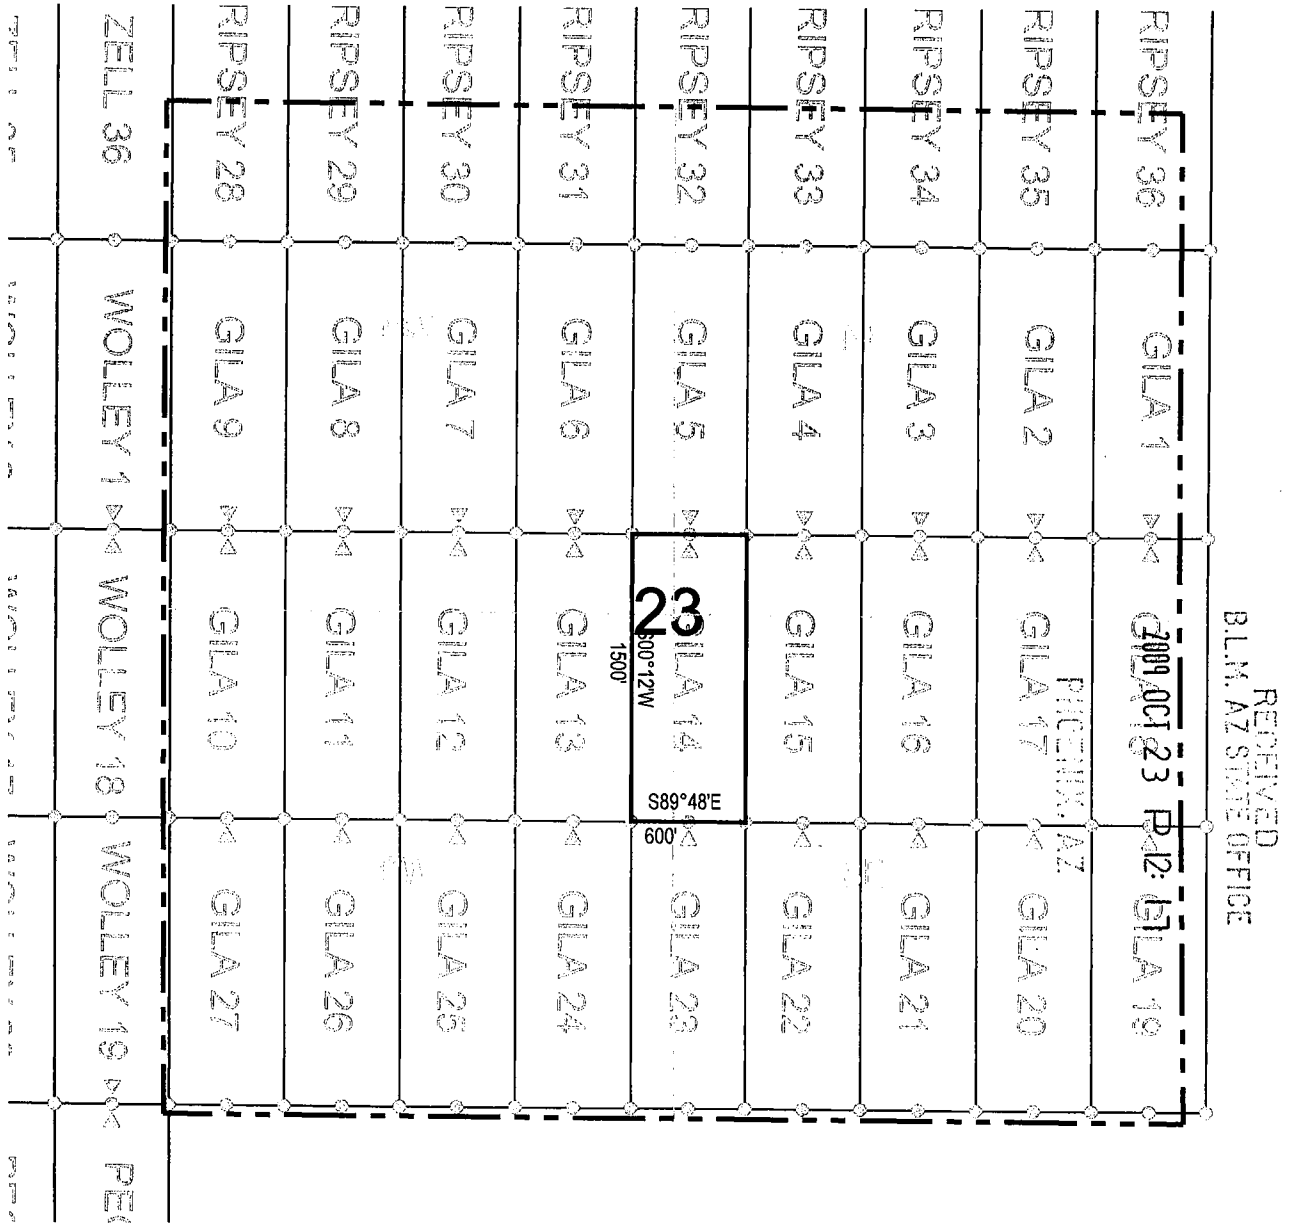 ZELL 36
RIPSEY 28
RIPSEY 29
RIPSEY 30
RIPSEY 31
RIPSEY 32
RIPSEY 33
RIPSEY 34
RIPSEY 35
RIPSEY 36
WOLLEY 1
GILA 9
GILA 8
GILA 7
GILA 6
GILA 5
GILA 4
GILA 3
GILA 2
GILA 1
WOLLEY 18
GILA 10
GILA 11
GILA 12
GILA 13
23
GILA 14
S00°12'W
1500'
S89°48'E
600'
GILA 15
GILA 16
GILA 17
GILA 18
WOLLEY 19
GILA 27
GILA 26
GILA 25
GILA 24
GILA 23
GILA 22
GILA 21
GILA 20
GILA 19
RECEIVED
B.L.M. AZ STATE OFFICE
2009 OCT 23 P 12: 17
PHOENIX, AZ